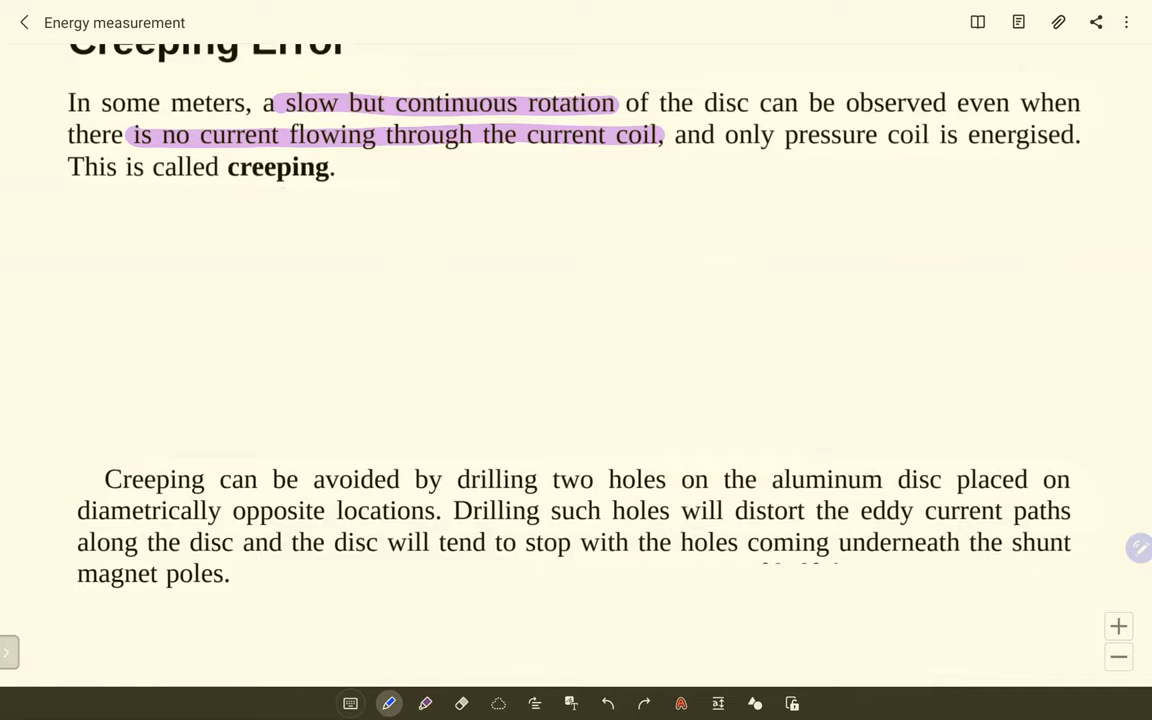 Energy measurement
Creeping Error
In some meters, a slow but continuous rotation of the disc can be observed even when
there is no current flowing through the current coil, and only pressure coil is energised.
This is called creeping.
Creeping can be avoided by drilling two holes on the aluminum disc placed on
diametrically opposite locations. Drilling such holes will distort the eddy current paths
along the disc and the disc will tend to stop with the holes coming underneath the shunt
magnet poles.